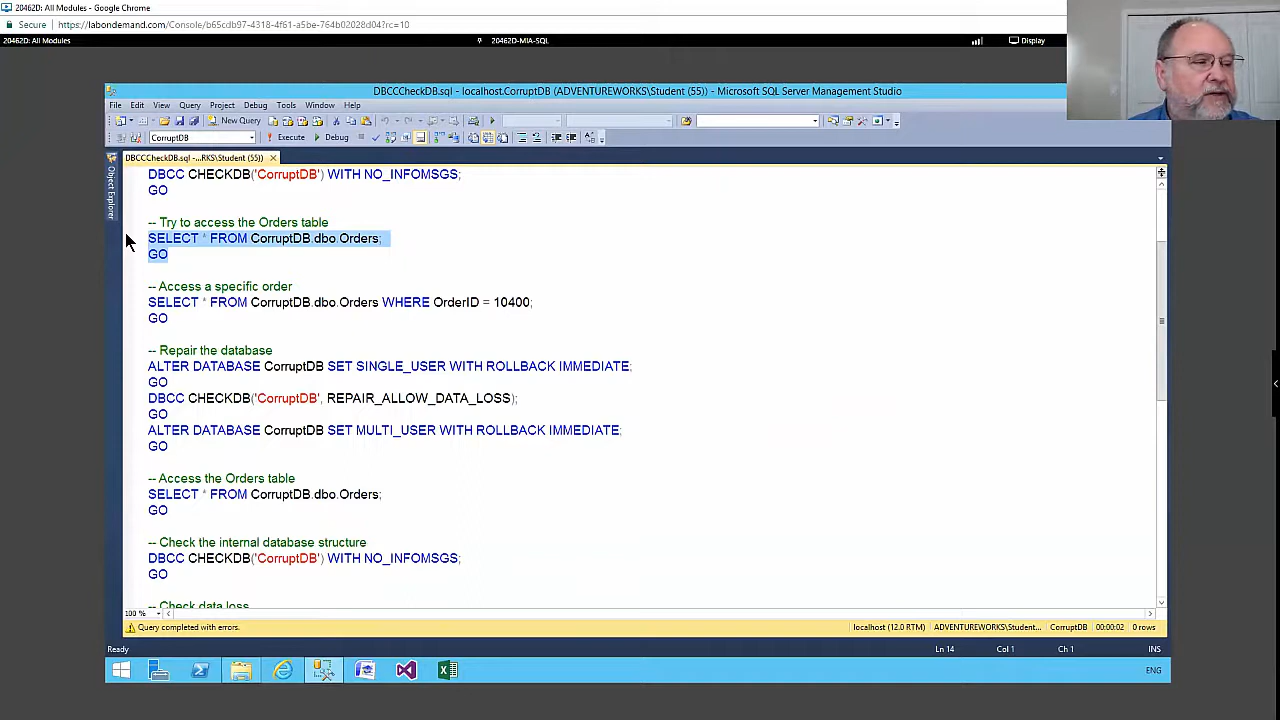 20462D: All Modules - Google Chrome
Secure https://labondemand.com/Console/b65cdb97-4318-4f61-a5be-764b02028d04?rc=10
20462D: All Modules 20462D-MIA-SQL Display
DBCCCheckDB.sql - localhost.CorruptDB (ADVENTUREWORKS\Student (55)) - Microsoft SQL Server Management Studio
File Edit View Query Project Debug Tools Window Help
New Query
CorruptDB Execute Debug
DBCCCheckDB.sql -...RKS\Student (55))
Object Explorer
DBCC CHECKDB('CorruptDB') WITH NO_INFOMSGS;
GO
-- Try to access the Orders table
SELECT * FROM CorruptDB.dbo.Orders;
GO
-- Access a specific order
SELECT * FROM CorruptDB.dbo.Orders WHERE OrderID = 10400;
GO
-- Repair the database
ALTER DATABASE CorruptDB SET SINGLE_USER WITH ROLLBACK IMMEDIATE;
GO
DBCC CHECKDB('CorruptDB', REPAIR_ALLOW_DATA_LOSS);
GO
ALTER DATABASE CorruptDB SET MULTI_USER WITH ROLLBACK IMMEDIATE;
GO
-- Access the Orders table
SELECT * FROM CorruptDB.dbo.Orders;
GO
-- Check the internal database structure
DBCC CHECKDB('CorruptDB') WITH NO_INFOMSGS;
GO
-- Check data loss
100 %
Query completed with errors. localhost (12.0 RTM) ADVENTUREWORKS\Student... CorruptDB 00:00:02 0 rows
Ready Ln 14 Col 1 Ch 1 INS
ENG